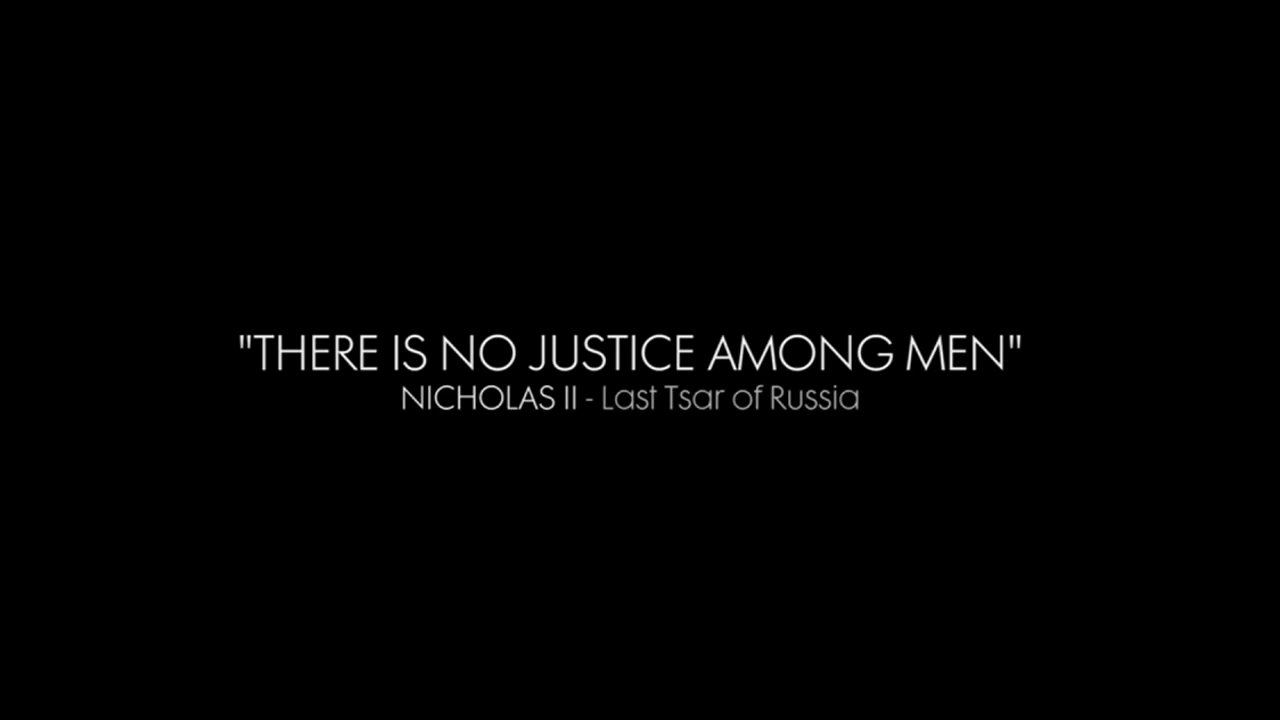 "THERE IS NO JUSTICE AMONG MEN"
NICHOLAS II - Last Tsar of Russia